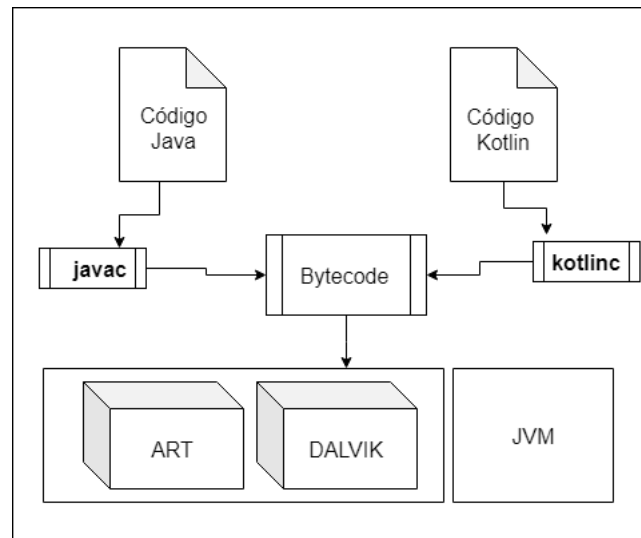 Código
Java
Código
Kotlin
javac
Bytecode
kotlinc
ART
DALVIK
JVM